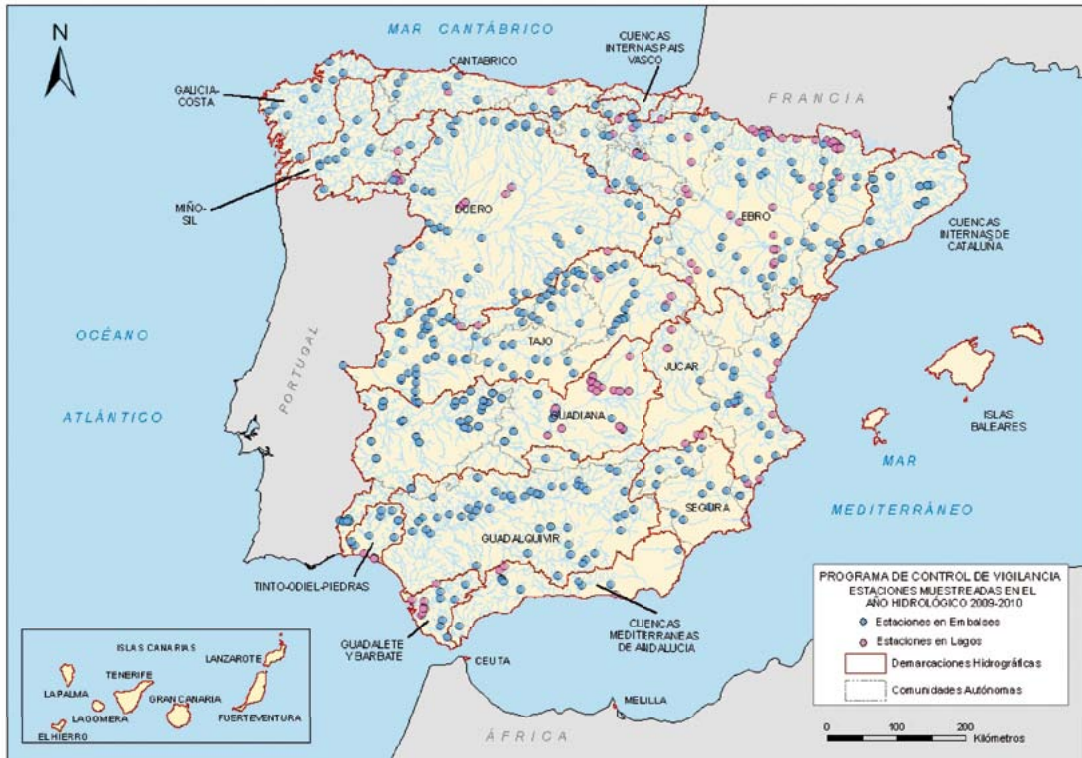 N
MAR CANTÁBRICO
CANTABRICO
CUENCAS
INTERNAS PAIS
VASCO
GALICIA-
COSTA
FRANCIA
MIÑO-
SIL
DUERO
EBRO
CUENCAS
INTERNAS DE
CATALUÑA
OCÉANO
ATLÁNTICO
PORTUGAL
TAJO
JUCAR
GUADIANA
ISLAS
BALEARES
MAR
MEDITERRÁNEO
SEGURA
GUADALQUIVIR
TINTO-ODIEL-PIEDRAS
GUADALETE
Y BARBATE
CUENCAS
MEDITERRANEAS
DE ANDALUCIA
CEUTA
MELILLA
ÁFRICA
ISLAS CANARIAS
LANZAROTE
TENERIFE
LA PALMA
GRAN CANARIA
LA GOMERA
FUERTEVENTURA
EL HIERRO
PROGRAMA DE CONTROL DE VIGILANCIA
ESTACIONES MUESTREADAS EN EL
AÑO HIDROLÓGICO 2009-2010
Estaciones en Embalses
Estaciones en Lagos
Demarcaciones Hidrográficas
Comunidades Autónomas
0 100 200
Kilómetros